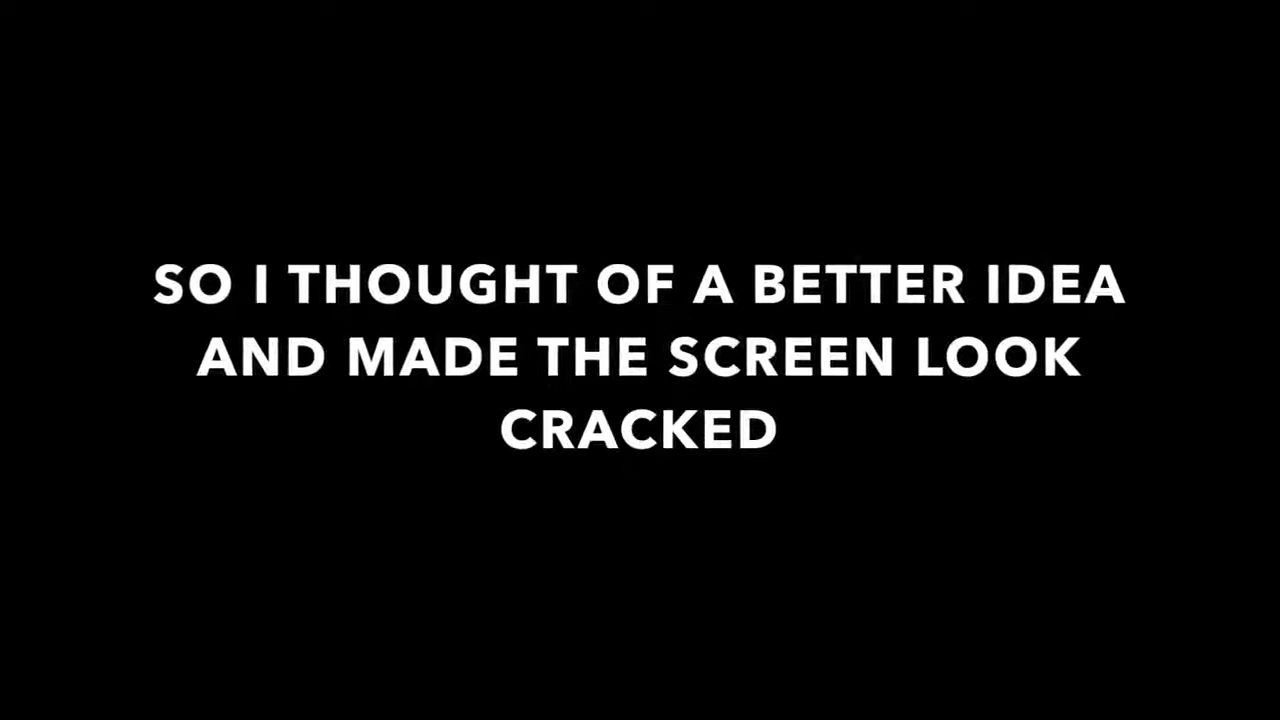 SO I THOUGHT OF A BETTER IDEA
AND MADE THE SCREEN LOOK
CRACKED